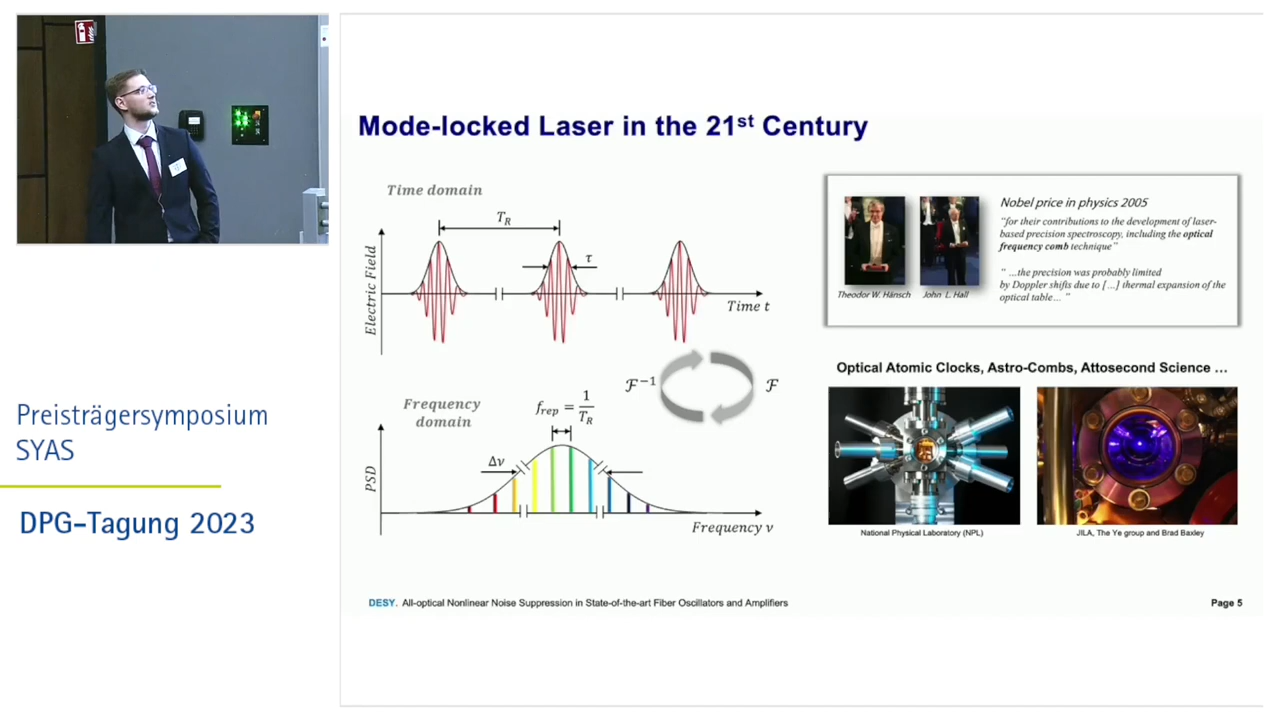 Mode-locked Laser in the 21st Century
Time domain
T_R
τ
Electric Field
Time t
ℱ⁻¹
ℱ
Frequency
domain
f_rep = 1/T_R
Δν
PSD
Frequency ν
Nobel price in physics 2005
"for their contributions to the development of laser-
based precision spectroscopy, including the optical
frequency comb technique"
" ...the precision was probably limited
by Doppler shifts due to [...] thermal expansion of the
optical table... "
Theodor W. Hänsch
John L. Hall
Optical Atomic Clocks, Astro-Combs, Attosecond Science ...
National Physical Laboratory (NPL)
JILA, The Ye group and Brad Baxley
DESY. All-optical Nonlinear Noise Suppression in State-of-the-art Fiber Oscillators and Amplifiers
Page 5
Preisträgersymposium
SYAS
DPG-Tagung 2023